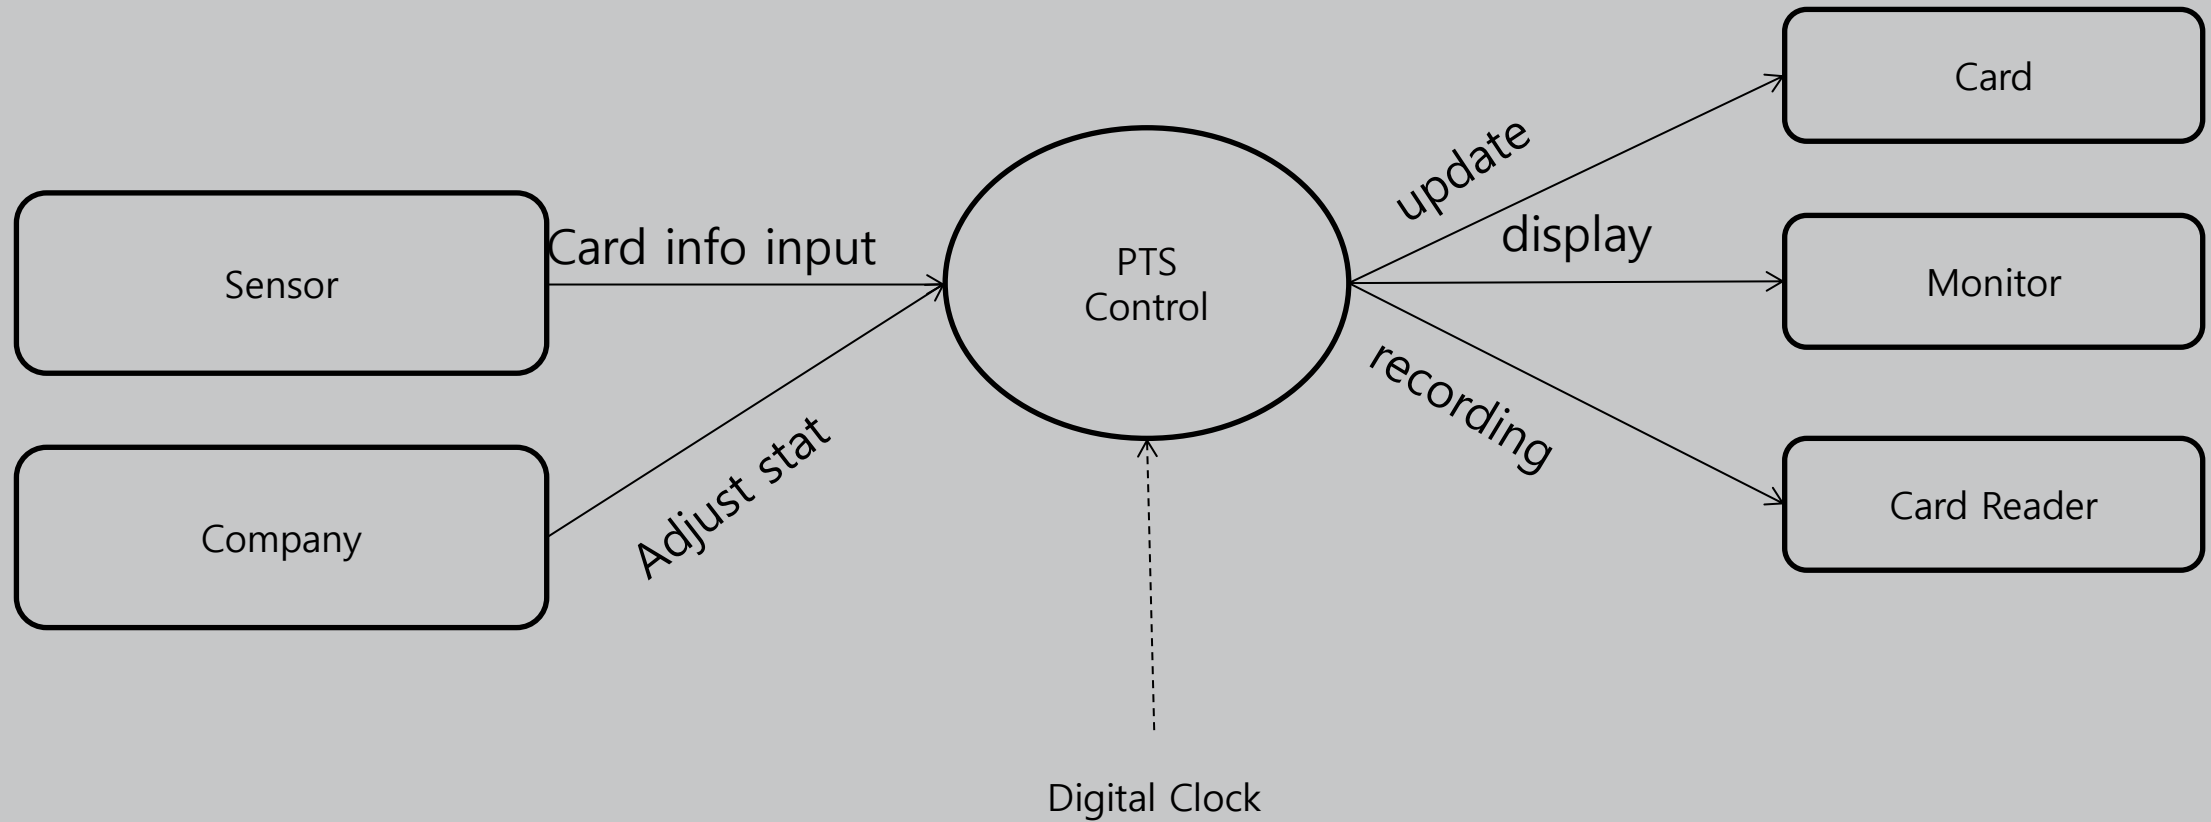 Card
update
display
Card info input
PTS
Control
Sensor
Monitor
recording
Adjust stat
Card Reader
Company
Digital Clock